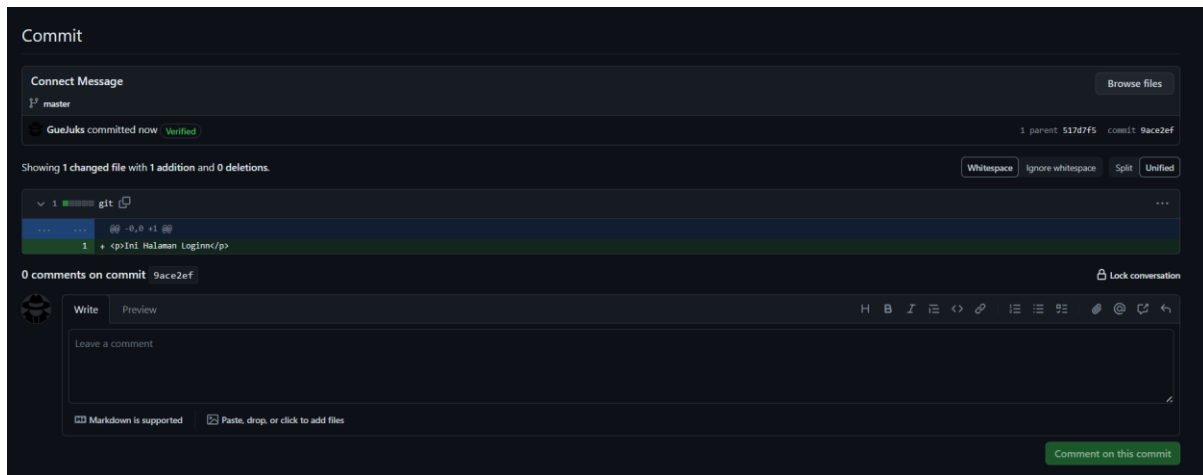 Commit
Connect Message
Browse files
master
GueJuks committed now Verified
1 parent 517d7f5 commit 9ace2ef
Showing 1 changed file with 1 addition and 0 deletions.
Whitespace Ignore whitespace Split Unified
1 git
... ... @@ -0,0 +1 @@
1 + <p>Ini Halaman Loginn</p>
0 comments on commit 9ace2ef
Lock conversation
Write Preview
Leave a comment
Markdown is supported Paste, drop, or click to add files
Comment on this commit